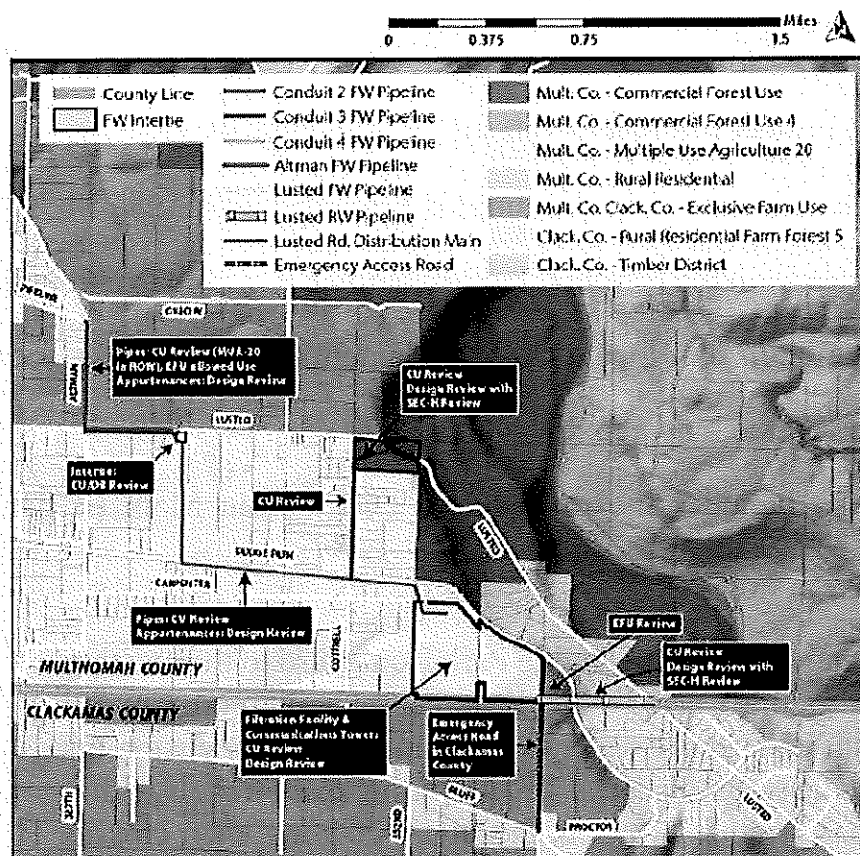 Miles
0 0.375 0.75 1.5
County Line
FW Intertie
Conduit 2 FW Pipeline
Conduit 3 FW Pipeline
Conduit 4 FW Pipeline
Altman FW Pipeline
Lusted FW Pipeline
Lusted RW Pipeline
Lusted Rd. Distribution Main
Emergency Access Road
Mult. Co. - Commercial Forest Use
Mult. Co. - Commercial Forest Use 4
Mult. Co. - Multiple Use Agriculture 20
Mult. Co. - Rural Residential
Mult. Co. Clack. Co. - Exclusive Farm Use
Clack. Co. - Rural Residential Farm Forest 5
Clack. Co. - Timber District
PIPELINE
OXBOW
ALTMAN
Pipes: CU Review (MUA-20
in ROW), EFU allowed Use
Appurtenances: Design Review
CU Review
Design Review with
SEC-H Review
LUSTED
Intertie:
CU/DR Review
CU Review
LUSTED
DODGE PARK
CARPENTER
Pipes: CU Review
Appurtenances: Design Review
COTTRELL
EFU Review
CU Review
Design Review with
SEC-H Review
MULTNOMAH COUNTY
CLACKAMAS COUNTY
Filtration Facility &
Communications Towers
CU Review
Design Review
Emergency
Access Road
in Clackamas
County
BLUFF
327TH
352ND
PROCTOR
LUSTED